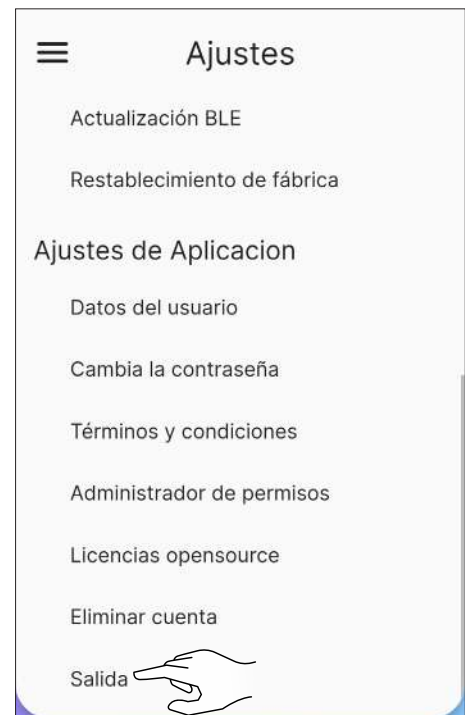 Ajustes
Actualización BLE
Restablecimiento de fábrica
Ajustes de Aplicacion
Datos del usuario
Cambia la contraseña
Términos y condiciones
Administrador de permisos
Licencias opensource
Eliminar cuenta
Salida